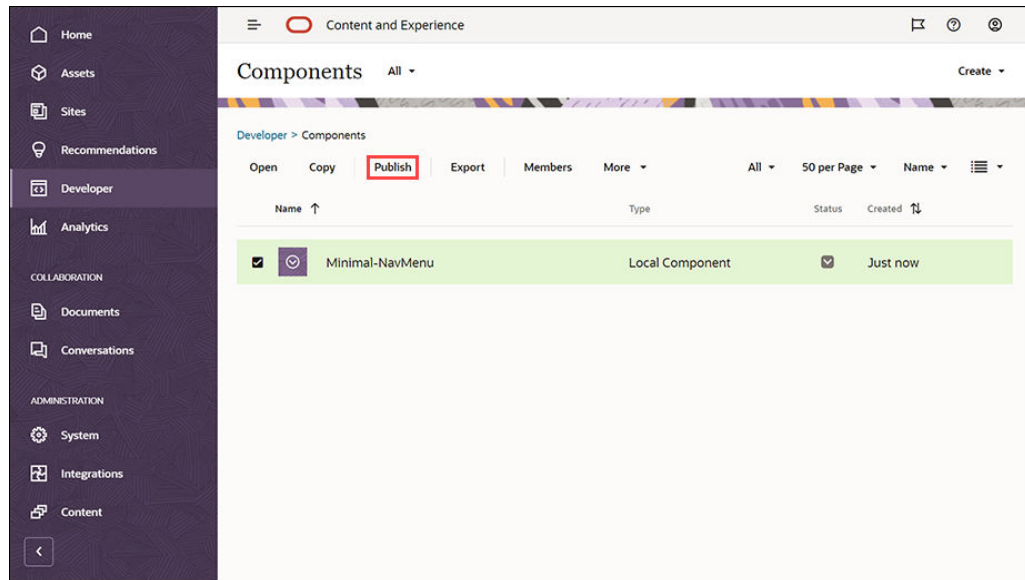 Home
Assets
Sites
Recommendations
Developer
Analytics
COLLABORATION
Documents
Conversations
ADMINISTRATION
System
Integrations
Content
Content and Experience
Components All
Create
Developer > Components
Open Copy Publish Export Members More All 50 per Page Name
Name Type Status Created
Minimal-NavMenu Local Component Just now